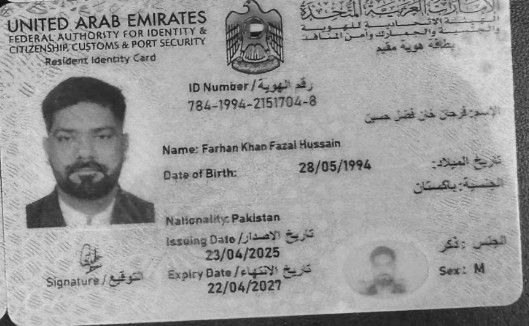 UNITED ARAB EMIRATES
FEDERAL AUTHORITY FOR IDENTITY &
CITIZENSHIP, CUSTOMS & PORT SECURITY
Resident Identity Card
الإمارات العربية المتحدة
الهيئة الاتحادية للهوية
والجنسية والجمارك وأمن المنافذ
بطاقة هوية مقيم
ID Number / رقم الهوية
784-1994-2151704-8
الإسم: فرحان خان فضل حسين
Name: Farhan Khan Fazal Hussain
Date of Birth: 28/05/1994 تاريخ الميلاد:
الجنسية: باكستان
Nationality: Pakistan
Issuing Date / تاريخ الاصدار
23/04/2025
Expiry Date / تاريخ الانتهاء
22/04/2027
الجنس: ذكر
Sex: M
Signature / التوقيع